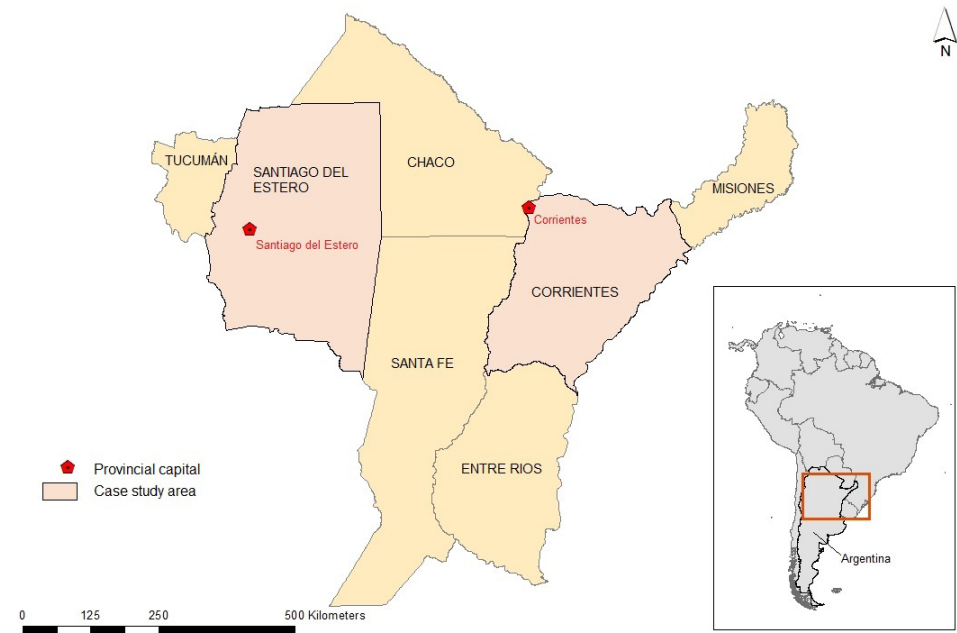 N
TUCUMÁN
SANTIAGO DEL
ESTERO
CHACO
MISIONES
Corrientes
Santiago del Estero
CORRIENTES
SANTA FE
ENTRE RIOS
Provincial capital
Case study area
Argentina
0 125 250 500 Kilometers